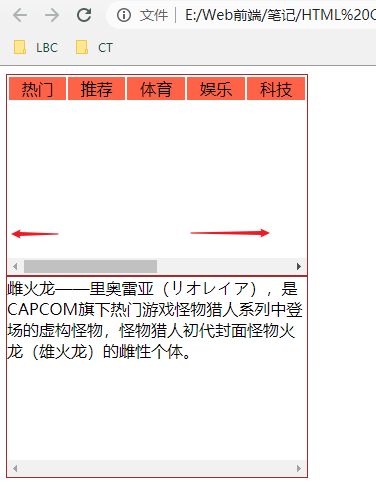 文件 E:/Web前端/笔记/HTML%20C
LBC CT
热门 推荐 体育 娱乐 科技
雌火龙——里奥雷亚（リオレイア），是
CAPCOM旗下热门游戏怪物猎人系列中登
场的虚构怪物，怪物猎人初代封面怪物火
龙（雄火龙）的雌性个体。